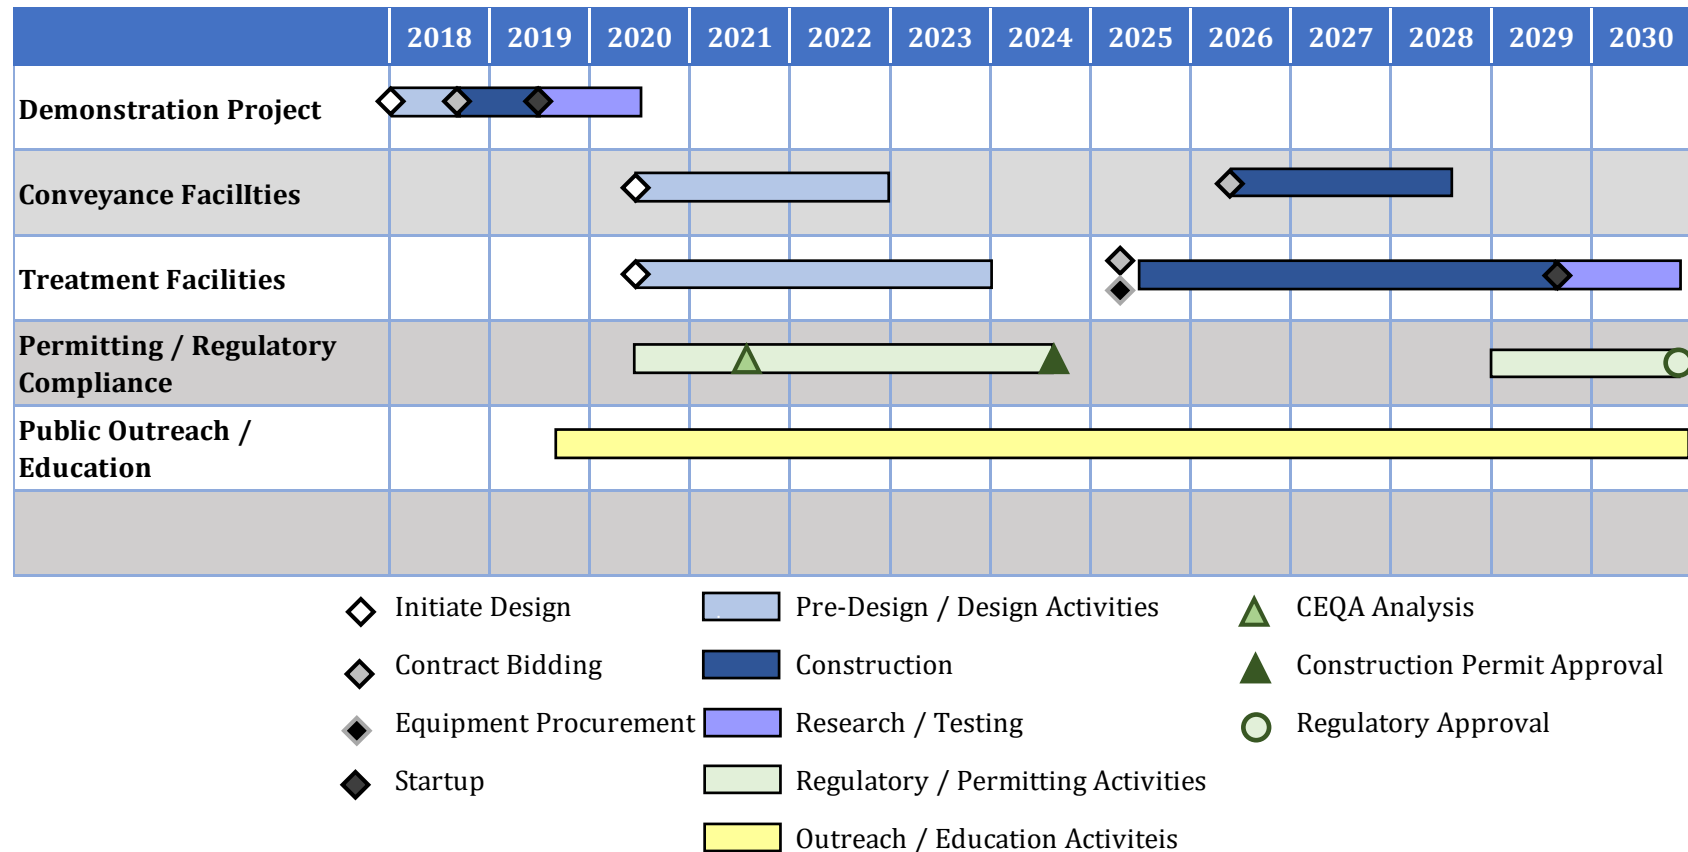 2018 2019 2020 2021 2022 2023 2024 2025 2026 2027 2028 2029 2030
Demonstration Project
Conveyance FacilIties
Treatment Facilities
Permitting / Regulatory
Compliance
Public Outreach /
Education
Initiate Design Pre-Design / Design Activities CEQA Analysis
Contract Bidding Construction Construction Permit Approval
Equipment Procurement Research / Testing Regulatory Approval
Startup Regulatory / Permitting Activities
Outreach / Education Activiteis